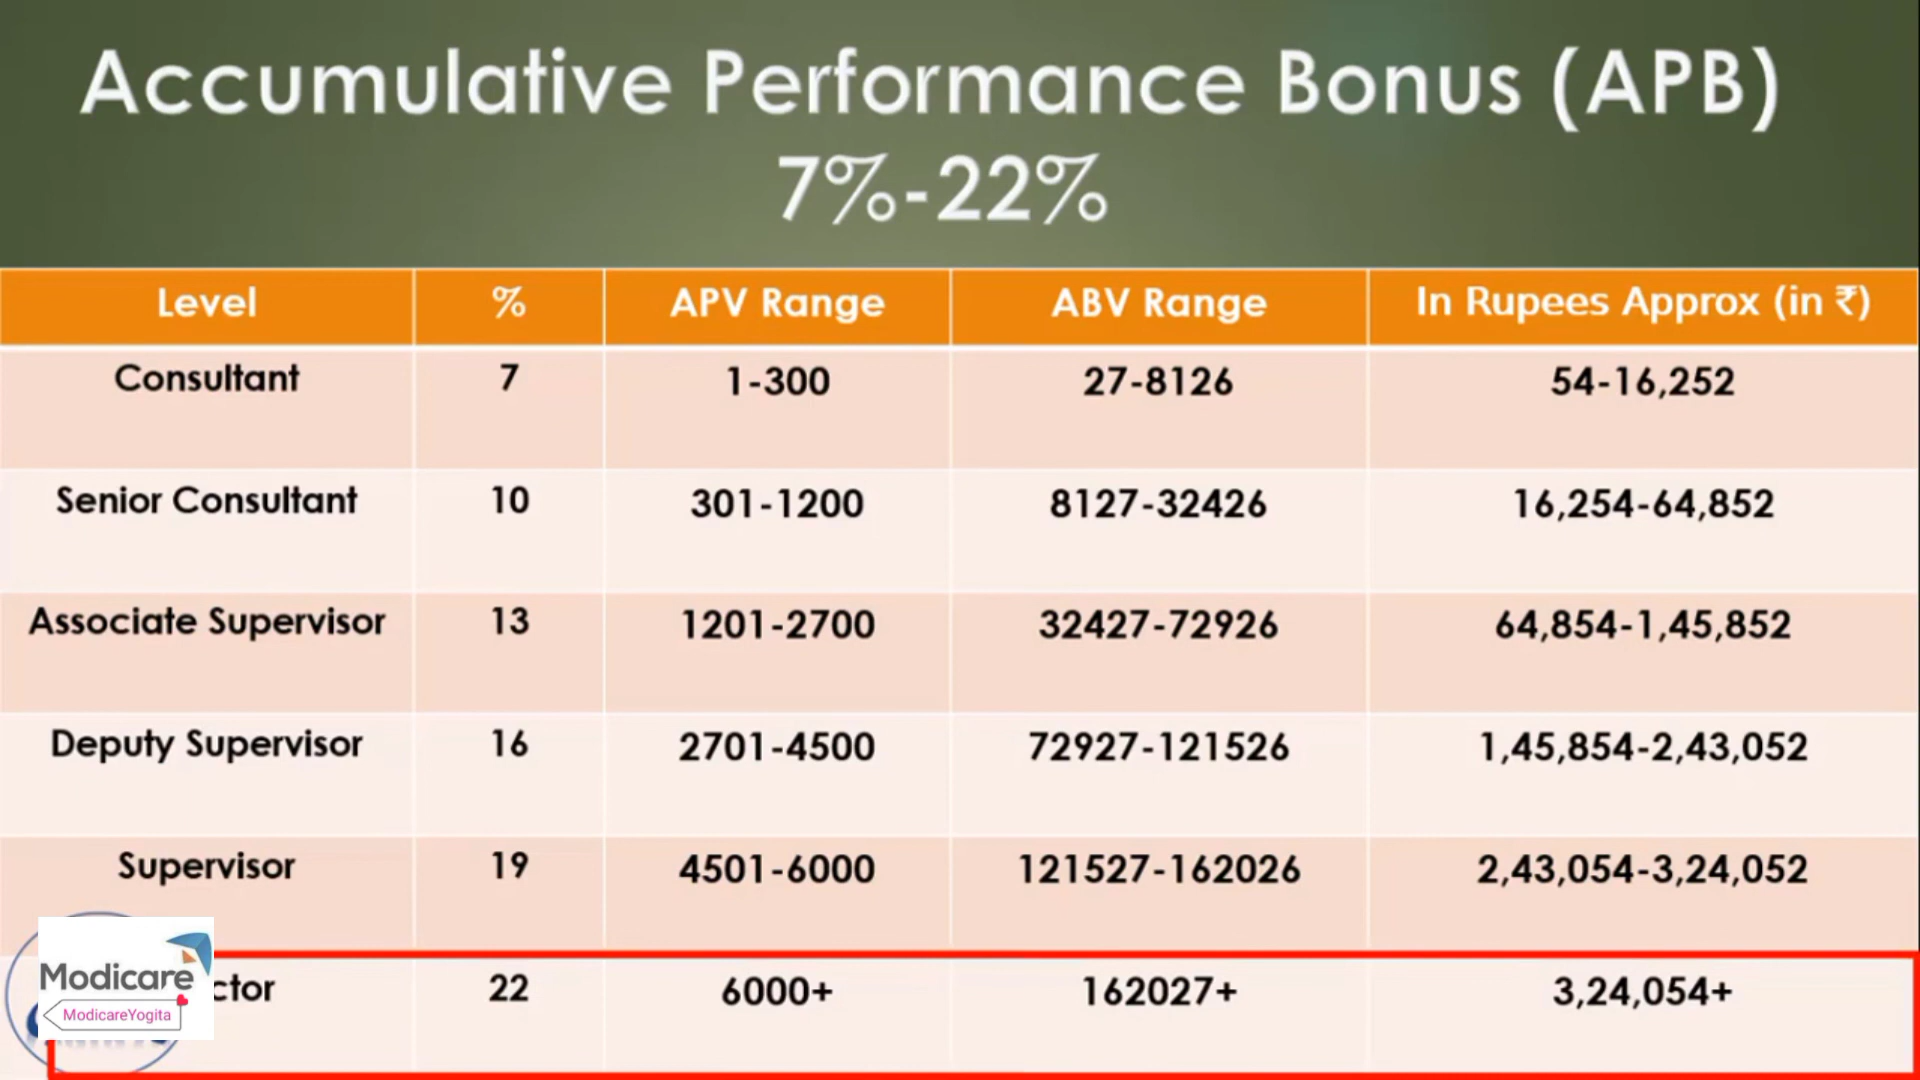 Accumulative Performance Bonus (APB)
7%-22%
Level % APV Range ABV Range In Rupees Approx (in ₹)
Consultant 7 1-300 27-8126 54-16,252
Senior Consultant 10 301-1200 8127-32426 16,254-64,852
Associate Supervisor 13 1201-2700 32427-72926 64,854-1,45,852
Deputy Supervisor 16 2701-4500 72927-121526 1,45,854-2,43,052
Supervisor 19 4501-6000 121527-162026 2,43,054-3,24,052
ctor 22 6000+ 162027+ 3,24,054+
Modicare
ModicareYogita